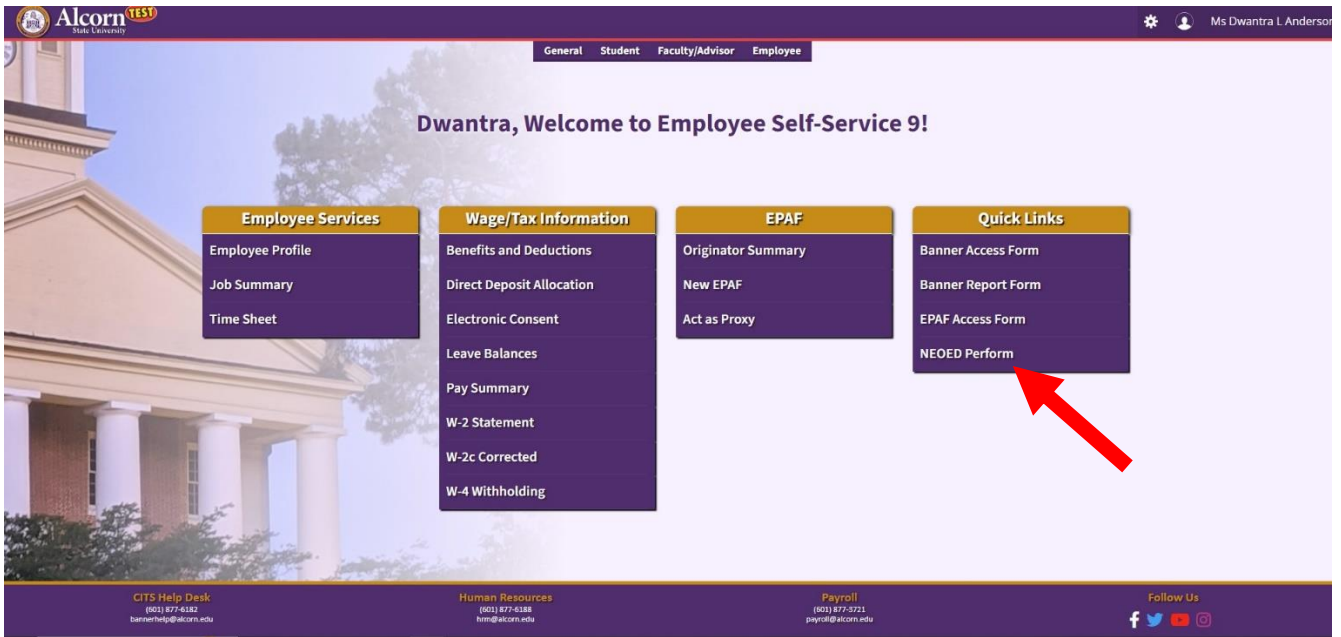 Alcorn TEST
State University
Ms Dwantra L Anderson
General Student Faculty/Advisor Employee
Dwantra, Welcome to Employee Self-Service 9!
Employee Services
Employee Profile
Job Summary
Time Sheet
Wage/Tax Information
Benefits and Deductions
Direct Deposit Allocation
Electronic Consent
Leave Balances
Pay Summary
W-2 Statement
W-2c Corrected
W-4 Withholding
EPAF
Originator Summary
New EPAF
Act as Proxy
Quick Links
Banner Access Form
Banner Report Form
EPAF Access Form
NEOED Perform
CITS Help Desk
(601) 877-6182
bannerhelp@alcorn.edu
Human Resources
(601) 877-6188
hrm@alcorn.edu
Payroll
(601) 877-3721
payroll@alcorn.edu
Follow Us